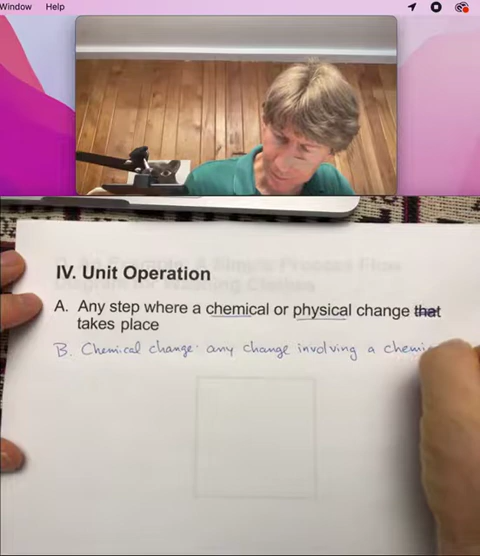 Window Help
IV. Unit Operation
A. Any step where a chemical or physical change that
takes place
B. Chemical change: any change involving a